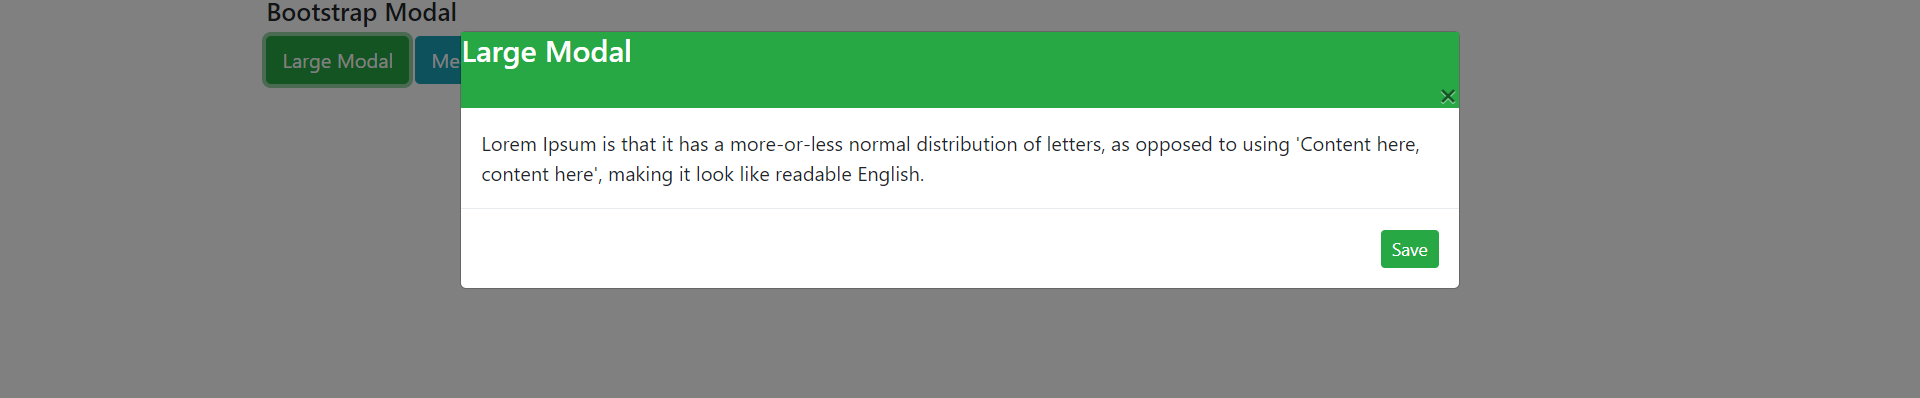 Bootstrap Modal
Large Modal
Me
Large Modal
×
Lorem Ipsum is that it has a more-or-less normal distribution of letters, as opposed to using 'Content here,
content here', making it look like readable English.
Save